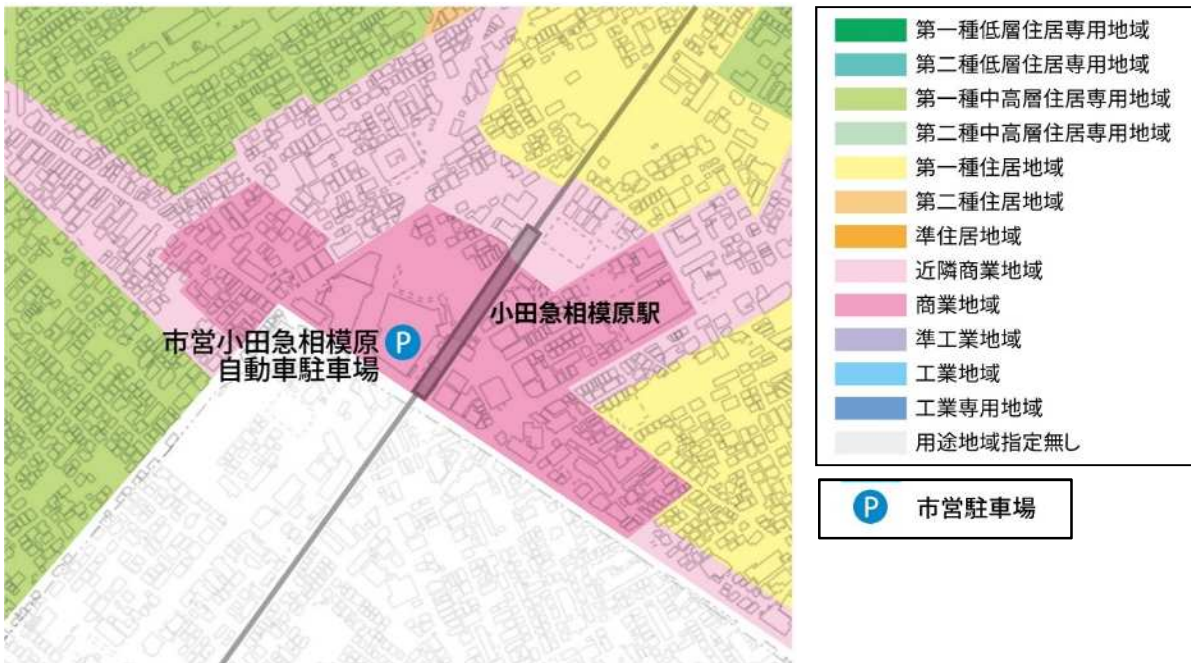 小田急相模原駅
市営小田急相模原
自動車駐車場
P
第一種低層住居専用地域
第二種低層住居専用地域
第一種中高層住居専用地域
第二種中高層住居専用地域
第一種住居地域
第二種住居地域
準住居地域
近隣商業地域
商業地域
準工業地域
工業地域
工業専用地域
用途地域指定無し
P 市営駐車場